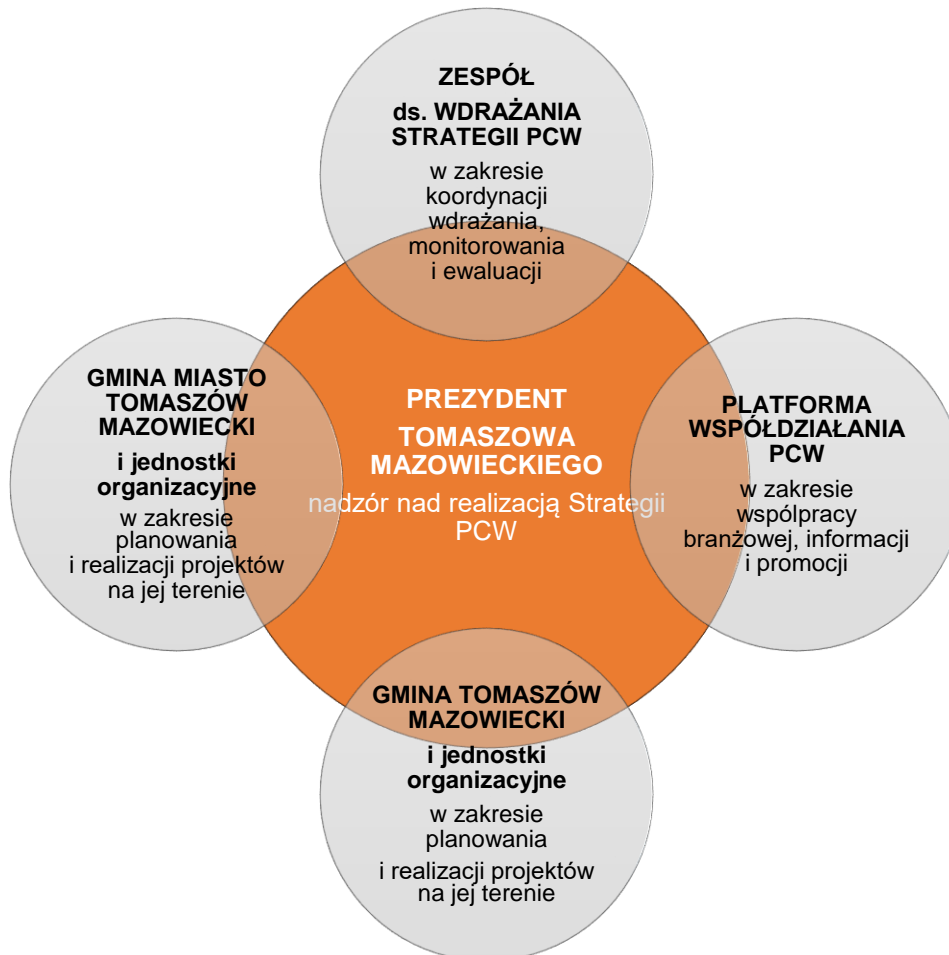 ZESPÓŁ
ds. WDRAŻANIA
STRATEGII PCW
w zakresie
koordynacji
wdrażania,
monitorowania
i ewaluacji
GMINA MIASTO
TOMASZÓW
MAZOWIECKI
i jednostki
organizacyjne
w zakresie
planowania
i realizacji projektów
na jej terenie
PREZYDENT
TOMASZOWA
MAZOWIECKIEGO
nadzór nad realizacją Strategii
PCW
PLATFORMA
WSPÓŁDZIAŁANIA
PCW
w zakresie
wspólpracy
branżowej, informacji
i promocji
GMINA TOMASZÓW
MAZOWIECKI
i jednostki
organizacyjne
w zakresie
planowania
i realizacji projektów
na jej terenie